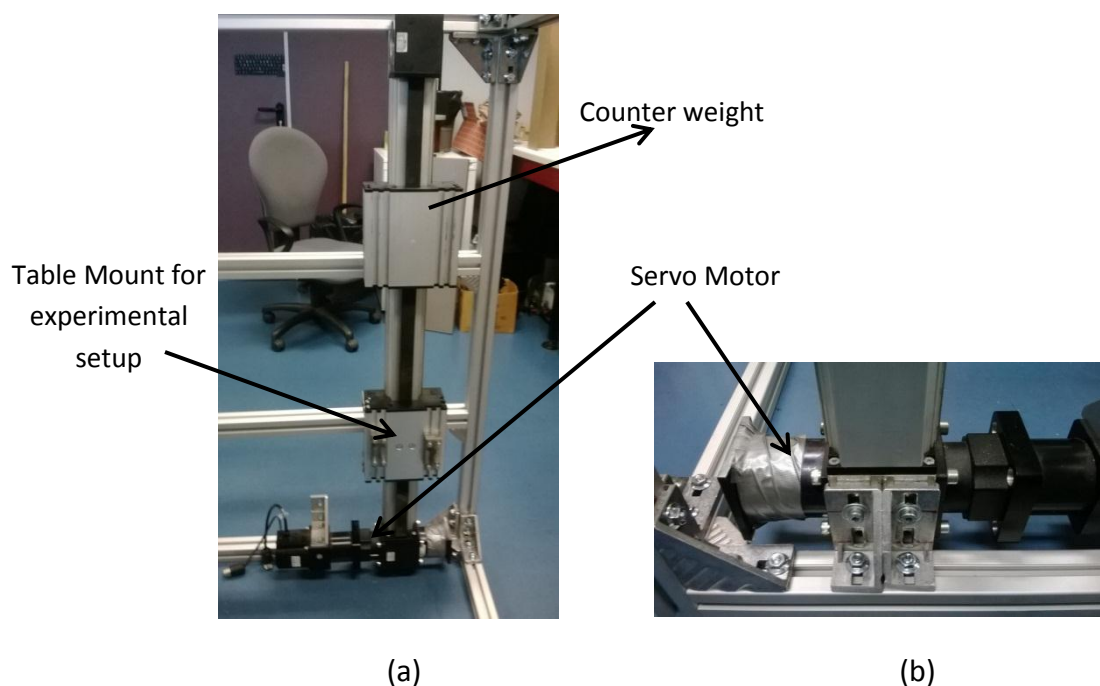 Counter weight
Table Mount for
experimental
setup
Servo Motor
(a)
(b)